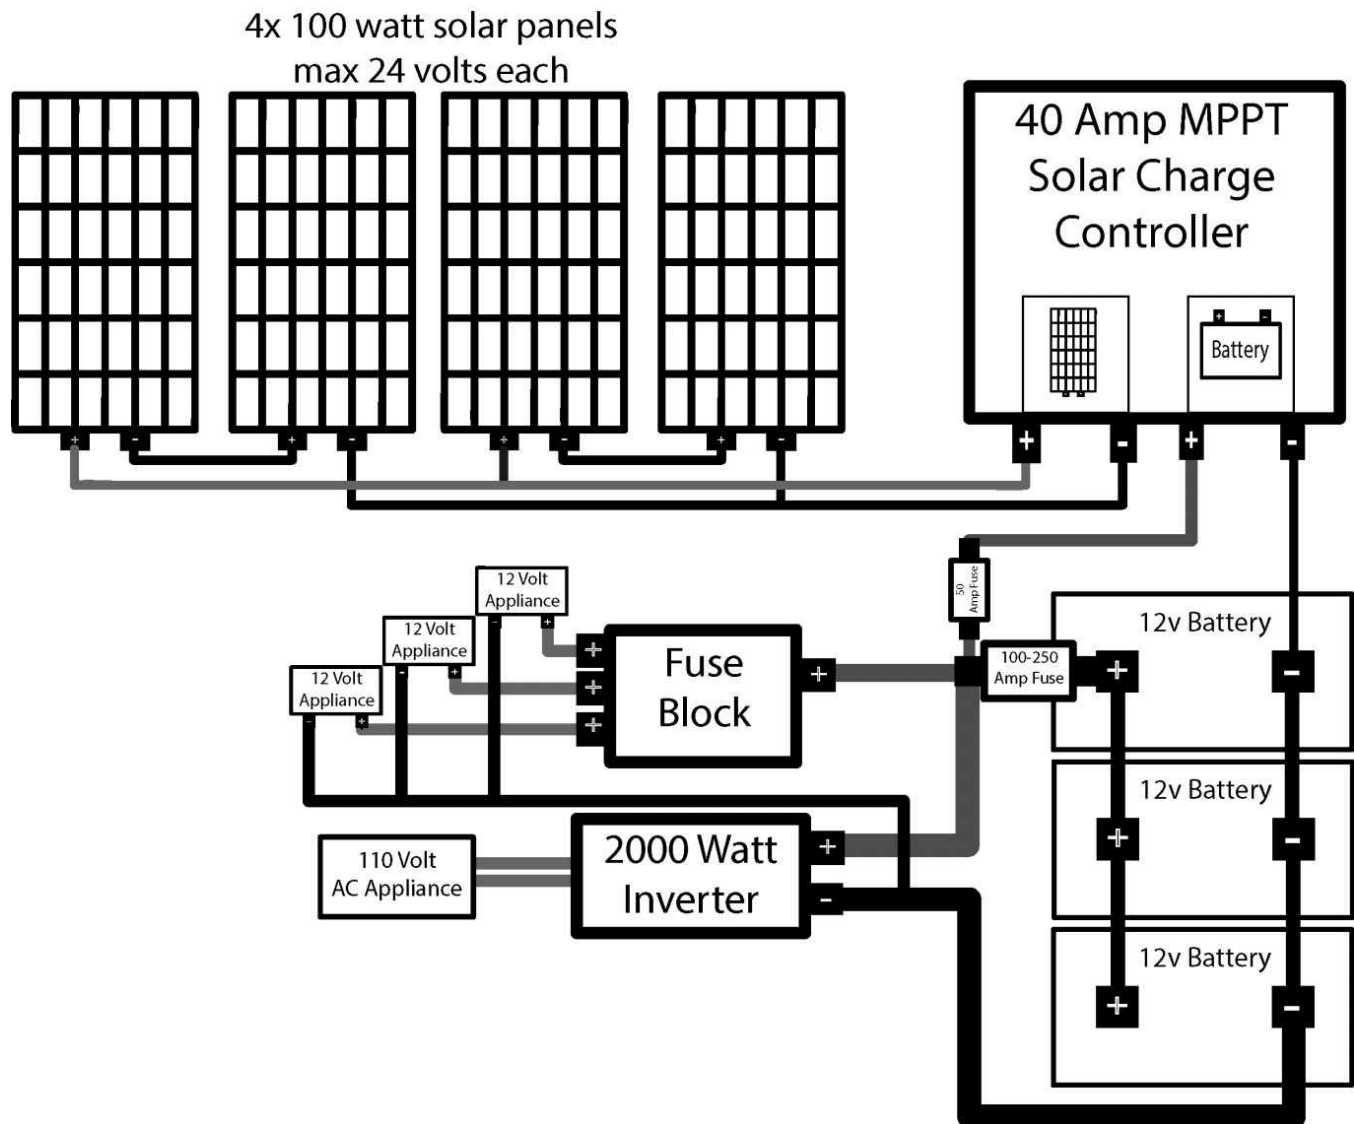 4x 100 watt solar panels
max 24 volts each
+ - + - + - + -
40 Amp MPPT
Solar Charge
Controller
+ -
Battery
+ - + -
50
Amp Fuse
12 Volt
Appliance
- +
12 Volt
Appliance
- +
12 Volt
Appliance
- +
+
+
+
Fuse
Block
+
100-250
Amp Fuse
12v Battery
+ -
12v Battery
+ -
12v Battery
+ -
110 Volt
AC Appliance
2000 Watt
Inverter
+
-